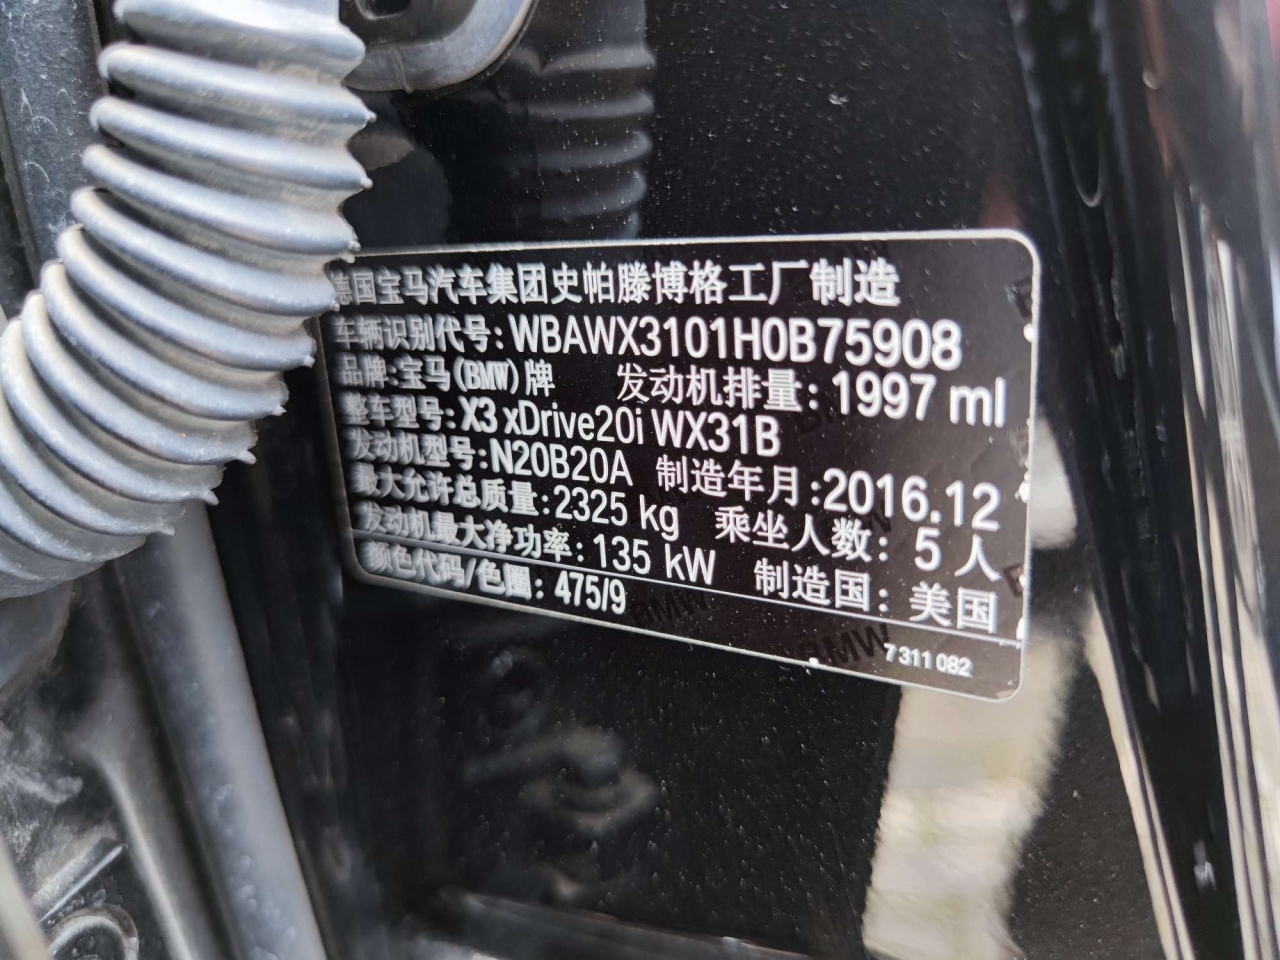 德国宝马汽车集团史帕滕博格工厂制造
车辆识别代号: WBAWX3101H0B75908
品牌: 宝马(BMW)牌 发动机排量: 1997 ml
整车型号: X3 xDrive20i WX31B
发动机型号: N20B20A 制造年月: 2016.12
最大允许总质量: 2325 kg 乘坐人数: 5 人
发动机最大净功率: 135 kW 制造国: 美国
颜色代码/色圈: 475/9
7 311 082
BMW
BMW